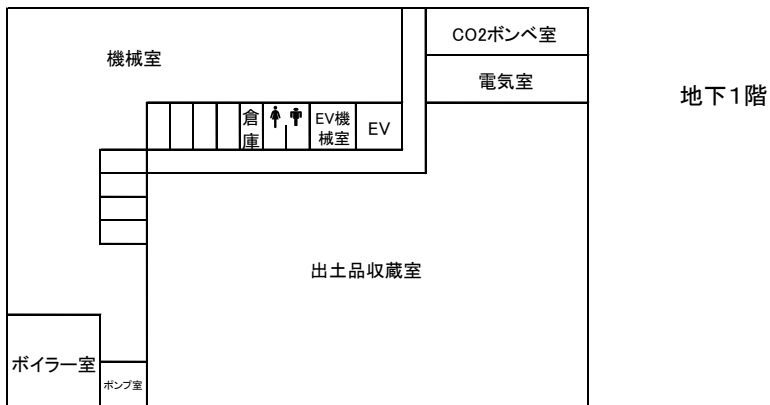 機械室
CO2ボンベ室
電気室
地下1階
倉
庫
EV機
械室
EV
出土品収蔵室
ボイラー室
ポンプ室